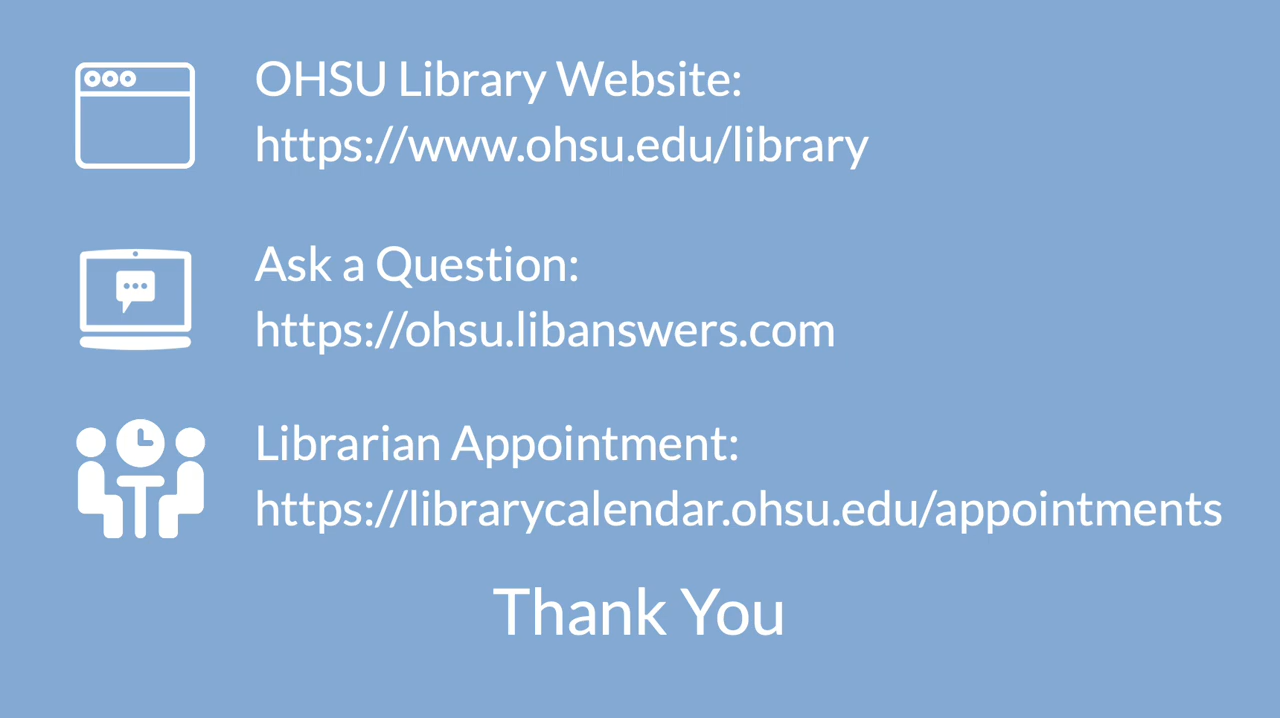 OHSU Library Website:
https://www.ohsu.edu/library
Ask a Question:
https://ohsu.libanswers.com
Librarian Appointment:
https://librarycalendar.ohsu.edu/appointments
Thank You